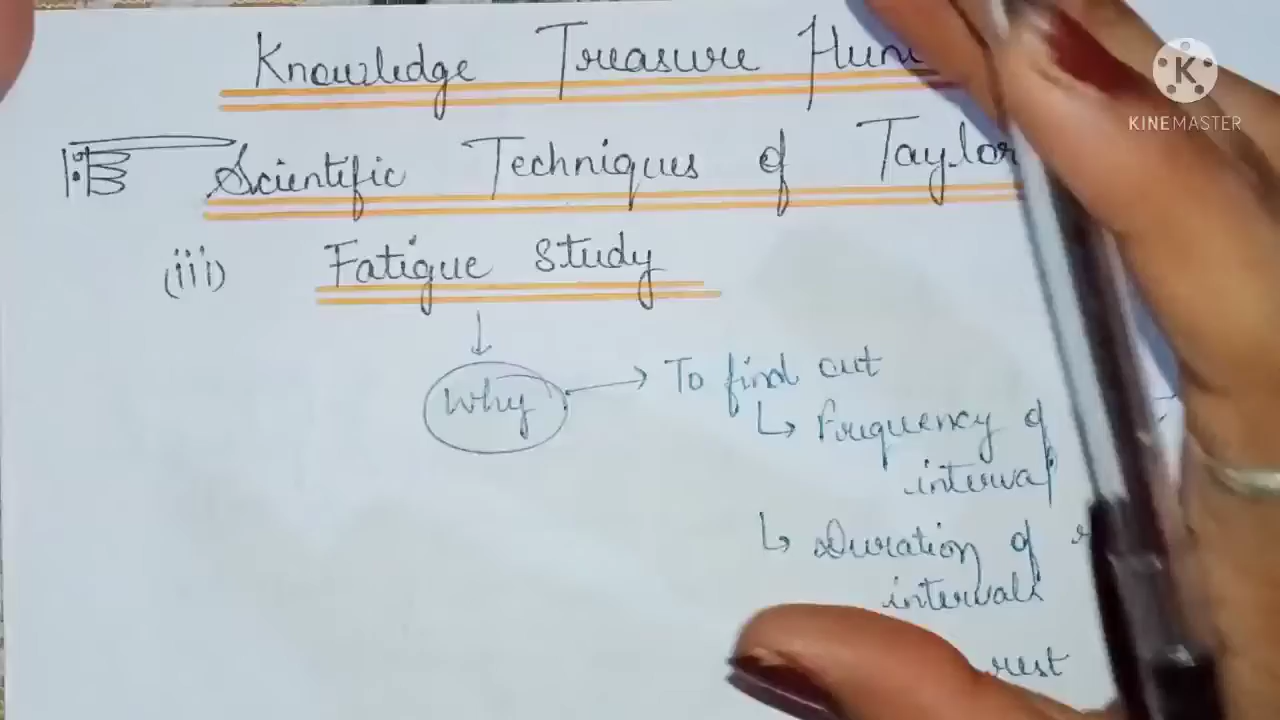 Knowledge Treasure
Scientific Techniques of Taylor
(iii) Fatigue Study
Why → To find out
↳ Frequency of
interval
↳ Duration of
intervals
rest
K
KINEMASTER